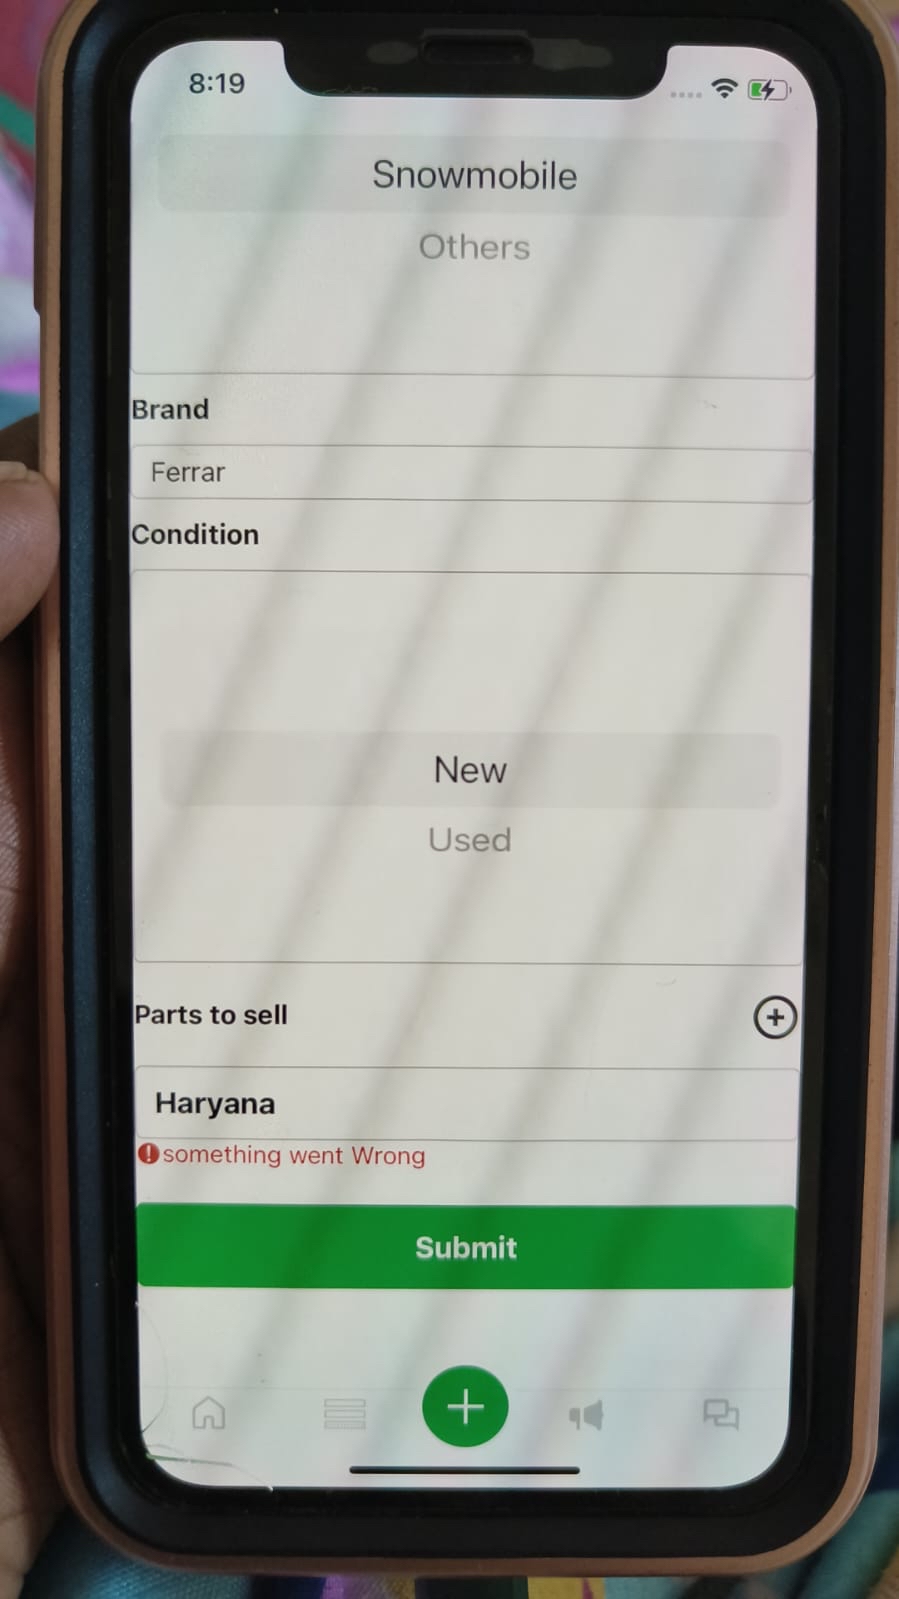 8:19
Snowmobile
Others
Brand
Ferrar
Condition
New
Used
Parts to sell
Haryana
something went Wrong
Submit